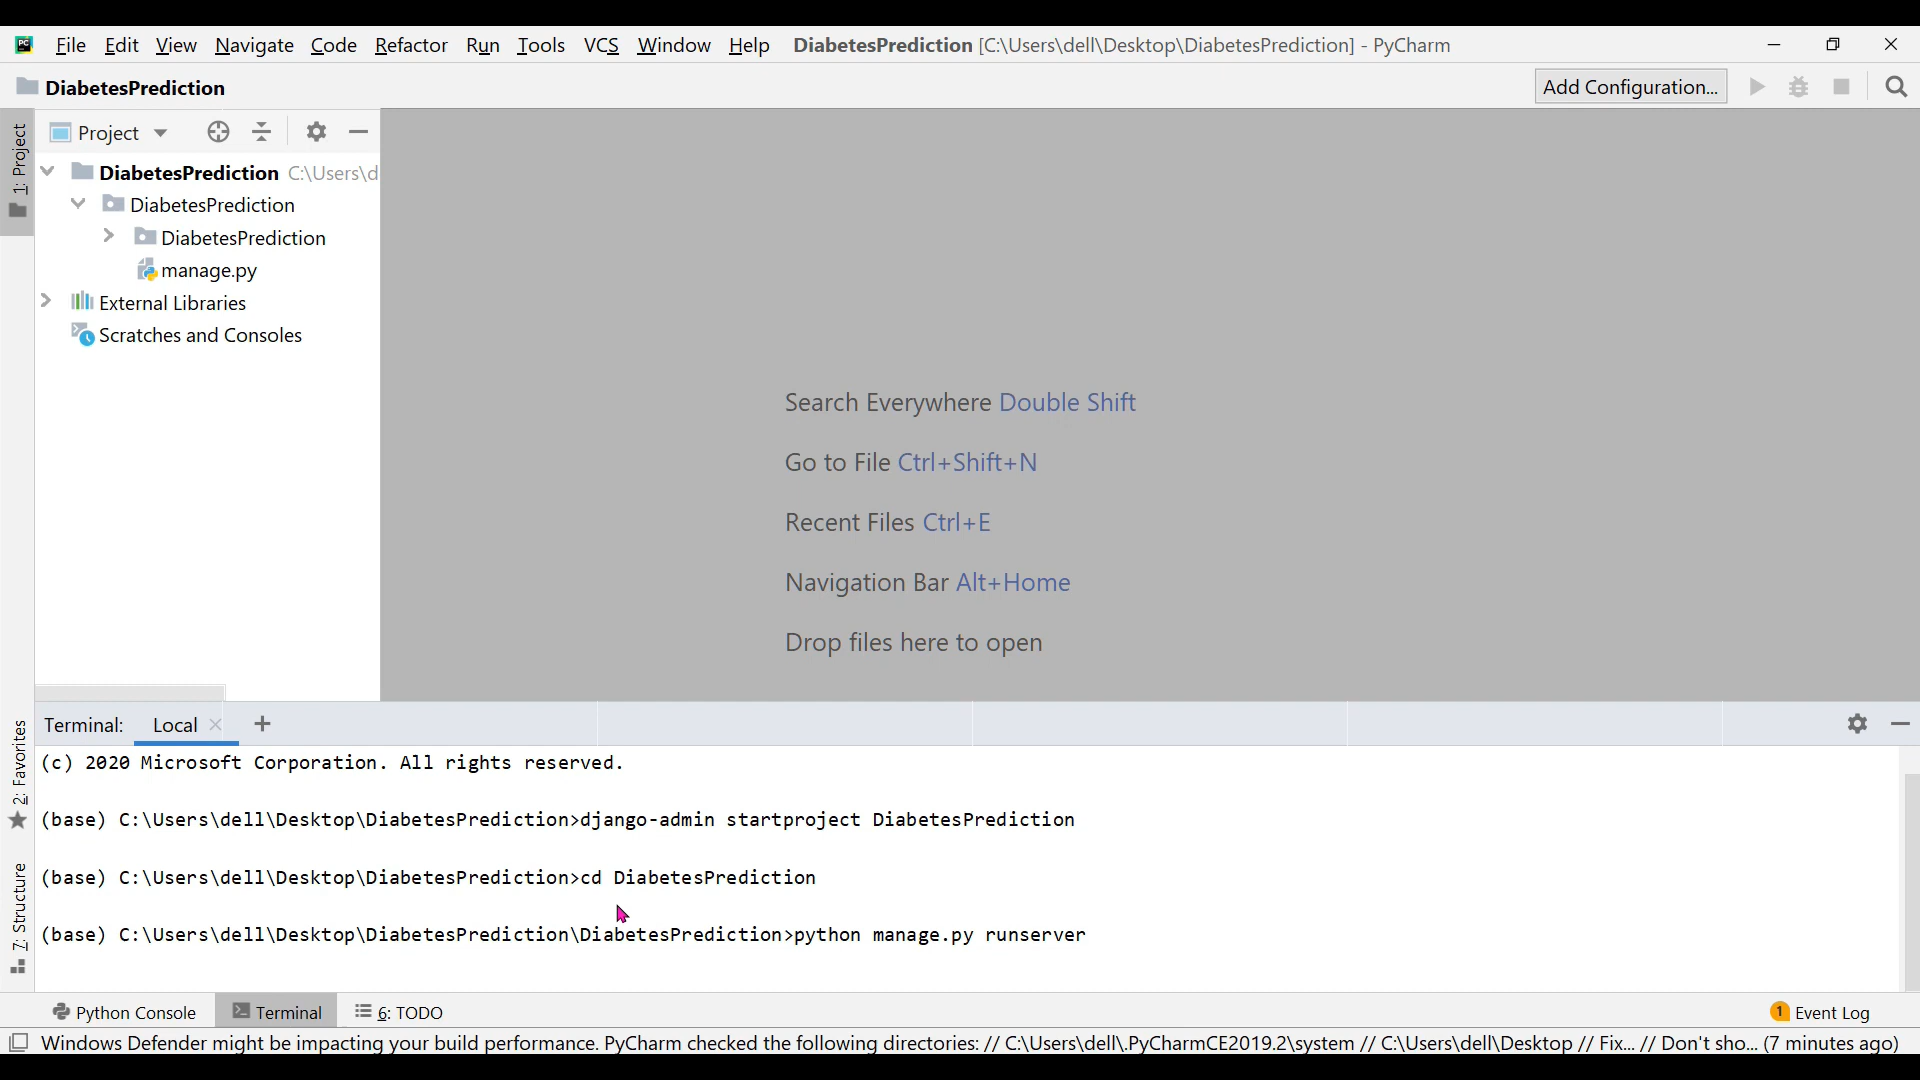 File Edit View Navigate Code Refactor Run Tools VCS Window Help DiabetesPrediction [C:\Users\dell\Desktop\DiabetesPrediction] - PyCharm
DiabetesPrediction
Add Configuration...
1: Project
Project
DiabetesPrediction C:\Users\d
DiabetesPrediction
DiabetesPrediction
manage.py
External Libraries
Scratches and Consoles
Search Everywhere Double Shift
Go to File Ctrl+Shift+N
Recent Files Ctrl+E
Navigation Bar Alt+Home
Drop files here to open
2: Favorites
7: Structure
Terminal: Local
(c) 2020 Microsoft Corporation. All rights reserved.
(base) C:\Users\dell\Desktop\DiabetesPrediction>django-admin startproject DiabetesPrediction
(base) C:\Users\dell\Desktop\DiabetesPrediction>cd DiabetesPrediction
(base) C:\Users\dell\Desktop\DiabetesPrediction\DiabetesPrediction>python manage.py runserver
Python Console Terminal 6: TODO 1 Event Log
Windows Defender might be impacting your build performance. PyCharm checked the following directories: // C:\Users\dell\.PyCharmCE2019.2\system // C:\Users\dell\Desktop // Fix... // Don't sho... (7 minutes ago)